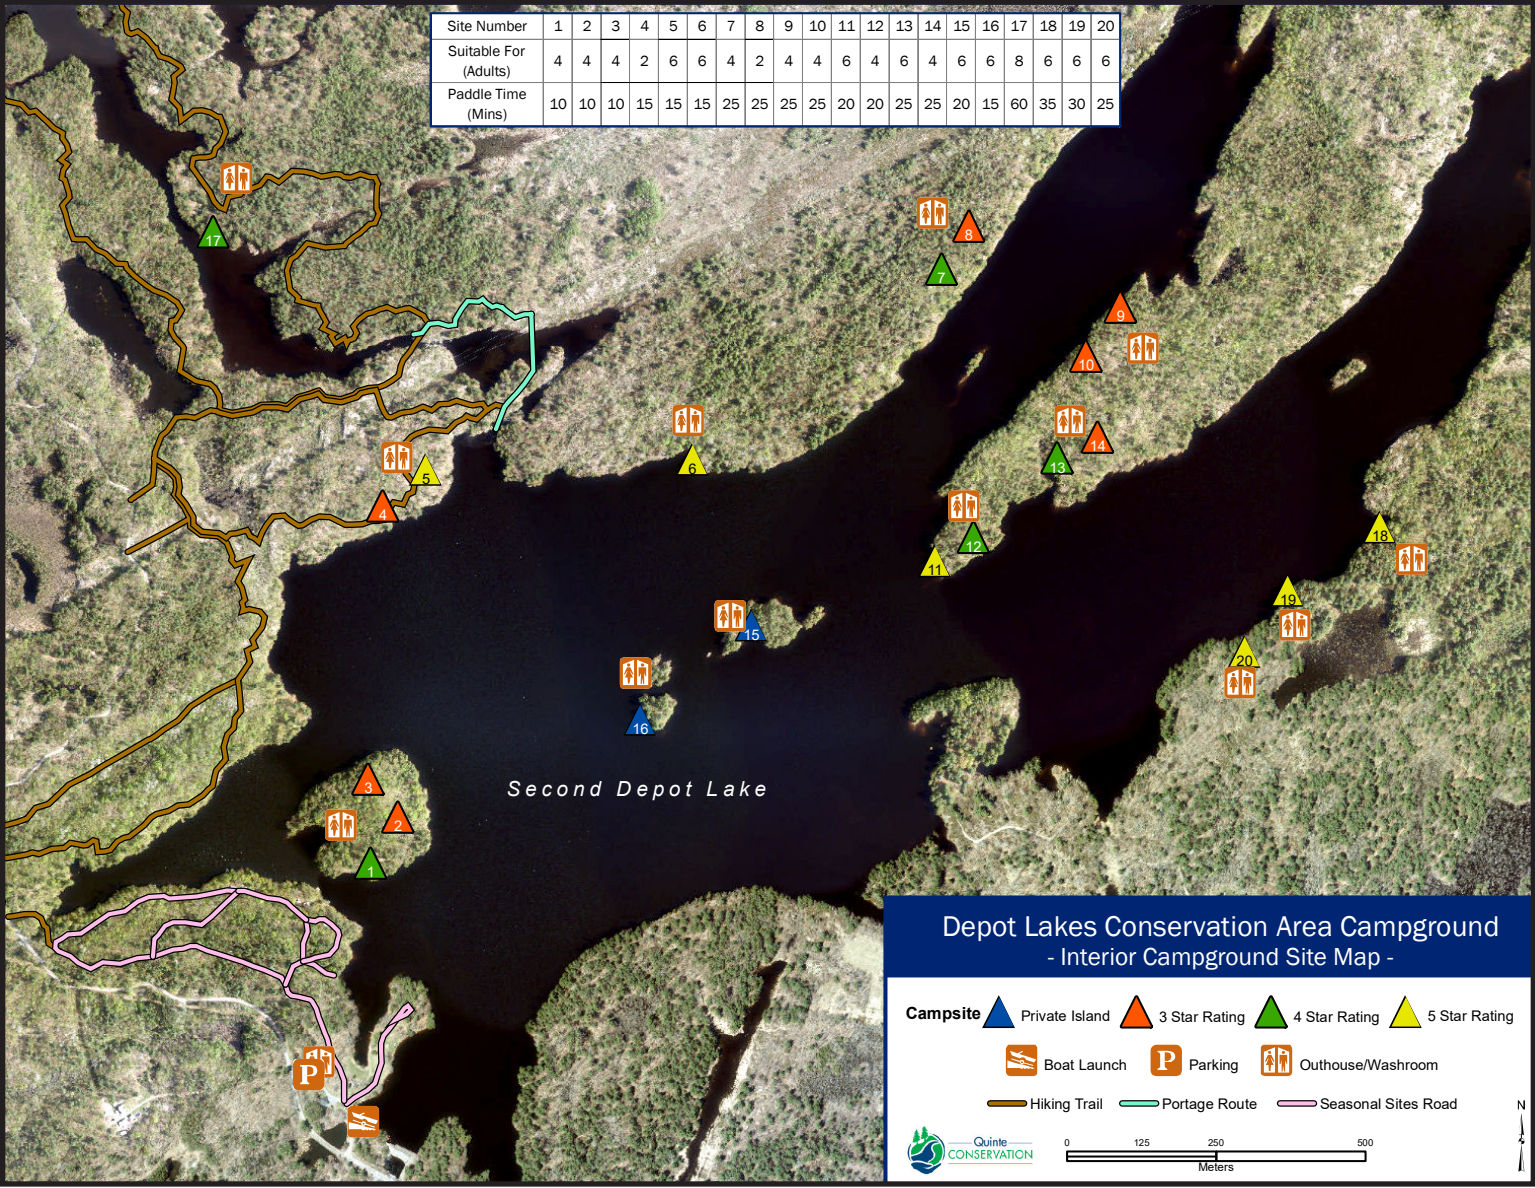 Site Number 1 2 3 4 5 6 7 8 9 10 11 12 13 14 15 16 17 18 19 20
Suitable For (Adults) 4 4 4 2 6 6 4 2 4 4 6 4 6 4 6 6 8 6 6 6
Paddle Time (Mins) 10 10 10 15 15 15 25 25 25 25 20 20 25 25 20 15 60 35 30 25
17
8
7
9
10
14
13
6
5
4
12
11
18
19
20
15
16
Second Depot Lake
3
2
1
P
Depot Lakes Conservation Area Campground
- Interior Campground Site Map -
Campsite Private Island 3 Star Rating 4 Star Rating 5 Star Rating
Boat Launch P Parking Outhouse/Washroom
Hiking Trail Portage Route Seasonal Sites Road
Quinte
CONSERVATION
0 125 250 500
Meters
N